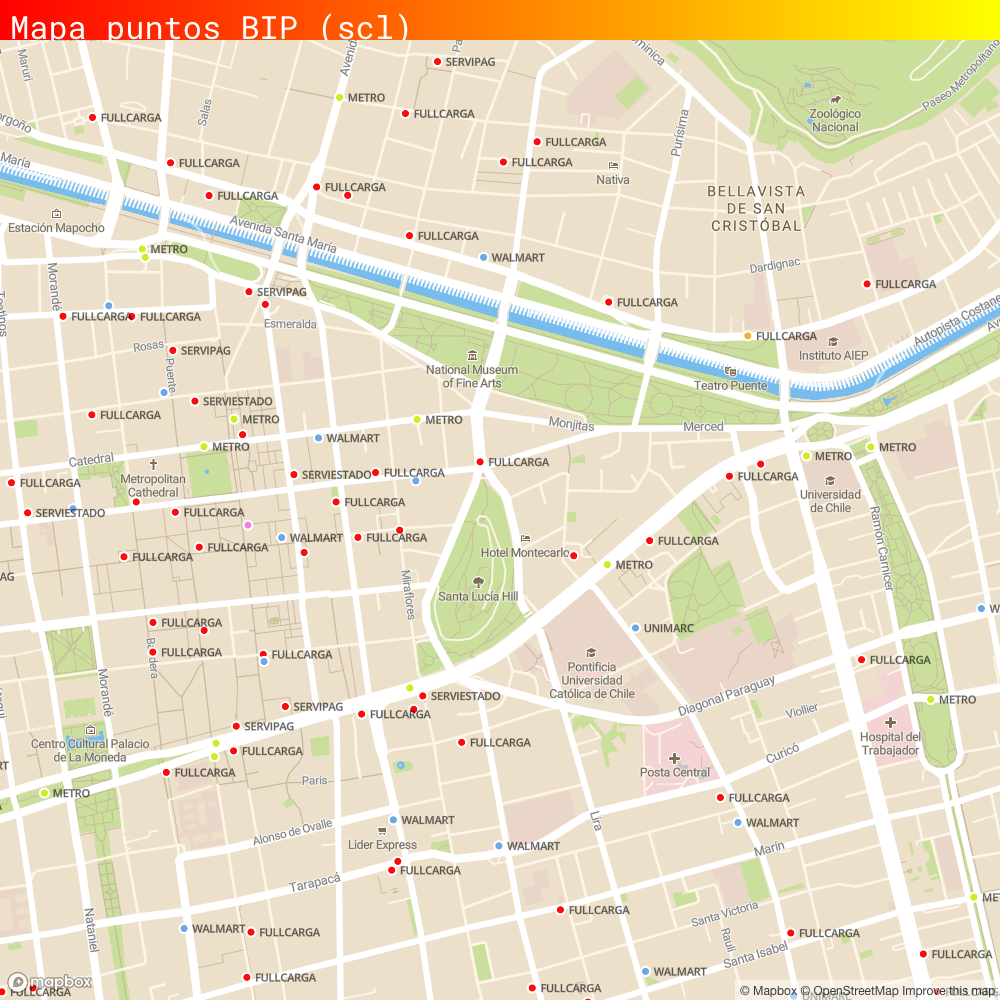 Mapa puntos BIP (scl)
SERVIPAG
Maruri
Avenid
Salas
METRO
FULLCARGA
FULLCARGA
Purísima
Zoológico
Nacional
Paseo Metropolitano
FULLCARGA
FULLCARGA
FULLCARGA
María
Nativa
FULLCARGA
FULLCARGA
BELLAVISTA
DE SAN
CRISTÓBAL
Estación Mapocho
Avenida Santa María
FULLCARGA
METRO
WALMART
Dardignac
Morandé
SERVIPAG
FULLCARGA
FULLCARGA
FULLCARGA
FULLCARGA
Esmeralda
FULLCARGA
Autopista Costane
Instituto AIEP
Rosas
SERVIPAG
National Museum
of Fine Arts
Puente
Teatro Puente
SERVIESTADO
FULLCARGA
METRO
METRO
Monjitas
Merced
WALMART
METRO
METRO
METRO
Catedral
FULLCARGA
Metropolitan
Cathedral
SERVIESTADO
FULLCARGA
FULLCARGA
FULLCARGA
Universidad
de Chile
SERVIESTADO
FULLCARGA
FULLCARGA
Ramón Carnicer
WALMART
FULLCARGA
FULLCARGA
FULLCARGA
FULLCARGA
Hotel Montecarlo
METRO
Miraflores
Santa Lucía Hill
FULLCARGA
UNIMARC
FULLCARGA
FULLCARGA
FULLCARGA
Pontificia
Universidad
Católica de Chile
Morandé
Diagonal Paraguay
SERVIESTADO
METRO
SERVIPAG
FULLCARGA
Viollier
SERVIPAG
Centro Cultural Palacio
de La Moneda
FULLCARGA
FULLCARGA
Hospital del
Trabajador
Curicó
FULLCARGA
Posta Central
Paris
METRO
FULLCARGA
WALMART
Lira
WALMART
Alonso de Ovalle
Lider Express
WALMART
Marín
FULLCARGA
Tarapacá
Nataniel
FULLCARGA
Santa Victoria
WALMART
FULLCARGA
Raulí
FULLCARGA
Santa Isabel
FULLCARGA
FULLCARGA
WALMART
mapbox
FULLCARGA
FULLCARGA
UNIMARC
© Mapbox © OpenStreetMap Improve this map